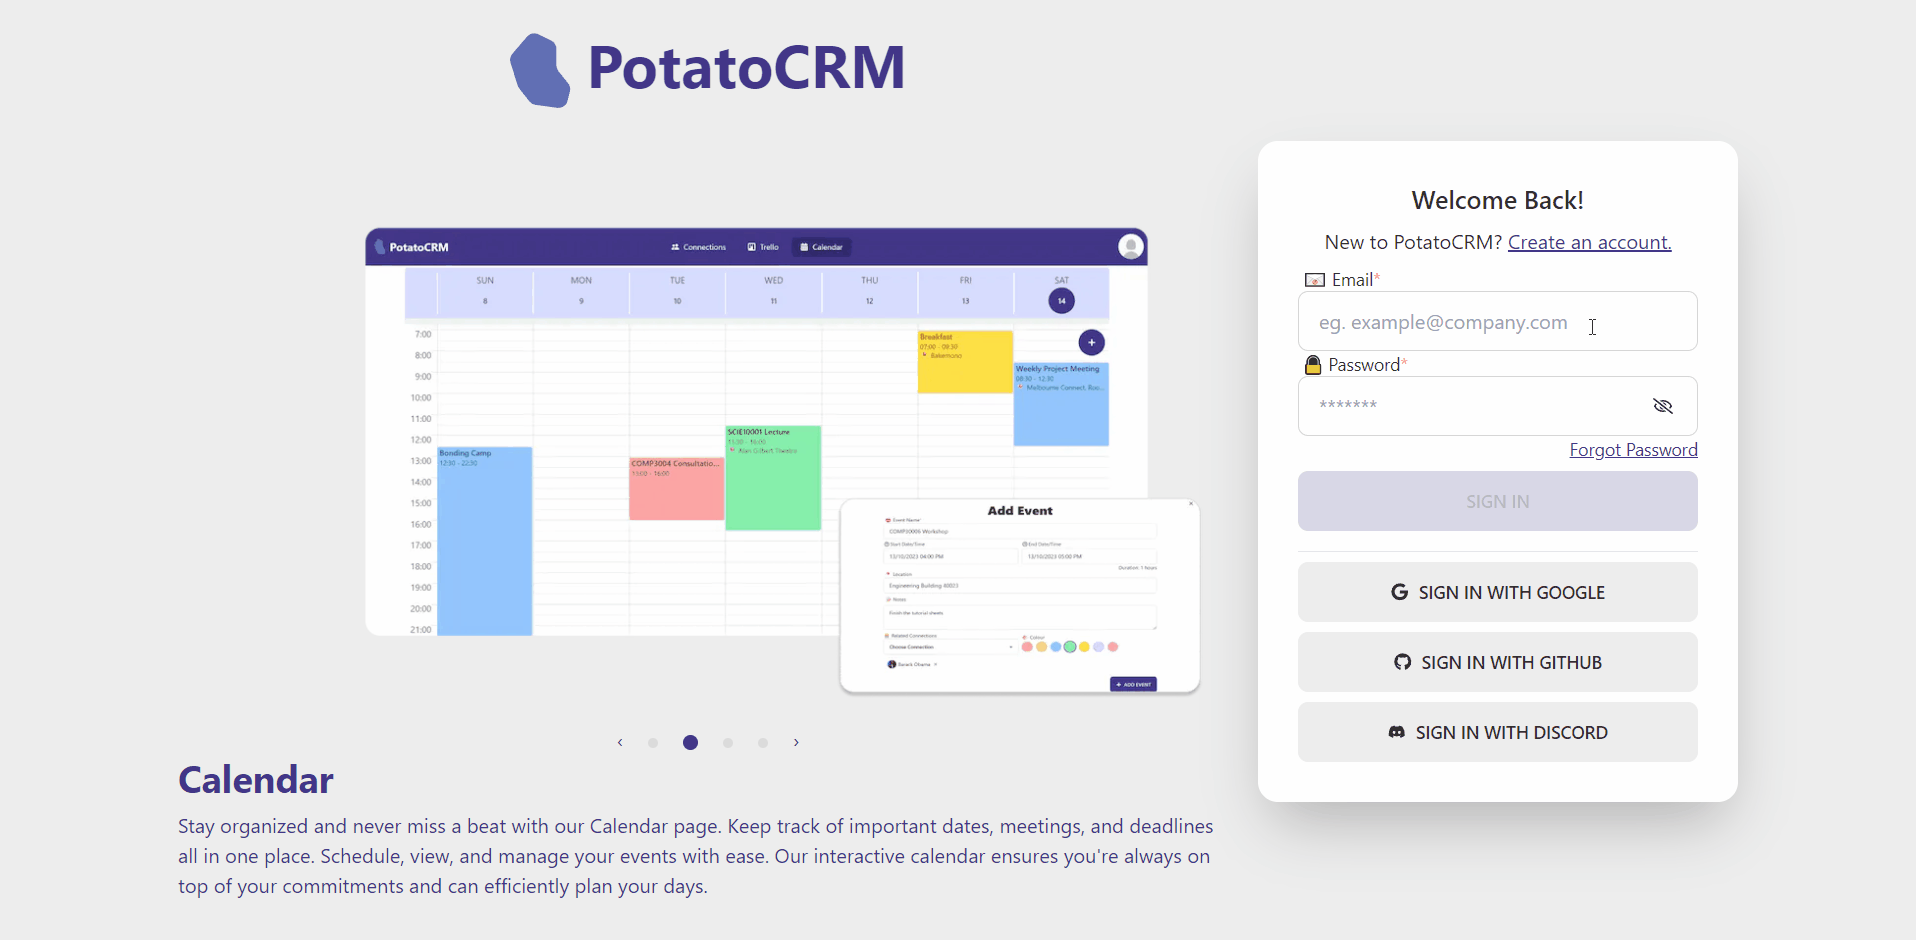 PotatoCRM
PotatoCRM
Connections
Trello
Calendar
SUN
MON
TUE
WED
THU
FRI
SAT
8
9
10
11
12
13
14
7:00
8:00
9:00
10:00
11:00
12:00
13:00
14:00
15:00
16:00
17:00
18:00
19:00
20:00
21:00
Bonding Camp
12:30 - 22:30
COMP3004 Consultatio...
13:00 - 16:00
SCIE10001 Lecture
11:30 - 16:30
Alan Gilbert Theatre
Breakfast
07:00 - 09:30
Bakemono
+
Weekly Project Meeting
08:30 - 12:30
Melbourne Connect, Roo...
Add Event
×
Event Name*
COMP30006 Workshop
Start Date/Time
End Date/Time
13/10/2023 04:00 PM
13/10/2023 05:00 PM
Duration: 1 hours
Location
Engineering Building 40023
Notes
Finish the tutorial sheets
Related Connections
Colour
Choose Connection
Barack Obama ×
+ ADD EVENT
‹
›
Calendar
Stay organized and never miss a beat with our Calendar page. Keep track of important dates, meetings, and deadlines
all in one place. Schedule, view, and manage your events with ease. Our interactive calendar ensures you're always on
top of your commitments and can efficiently plan your days.
Welcome Back!
New to PotatoCRM? Create an account.
Email*
eg. example@company.com
Password*
*******
Forgot Password
SIGN IN
SIGN IN WITH GOOGLE
SIGN IN WITH GITHUB
SIGN IN WITH DISCORD